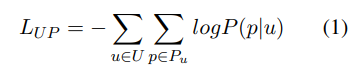 L_{UP} = -\sum_{u \in U} \sum_{p \in P_u} logP(p|u) (1)